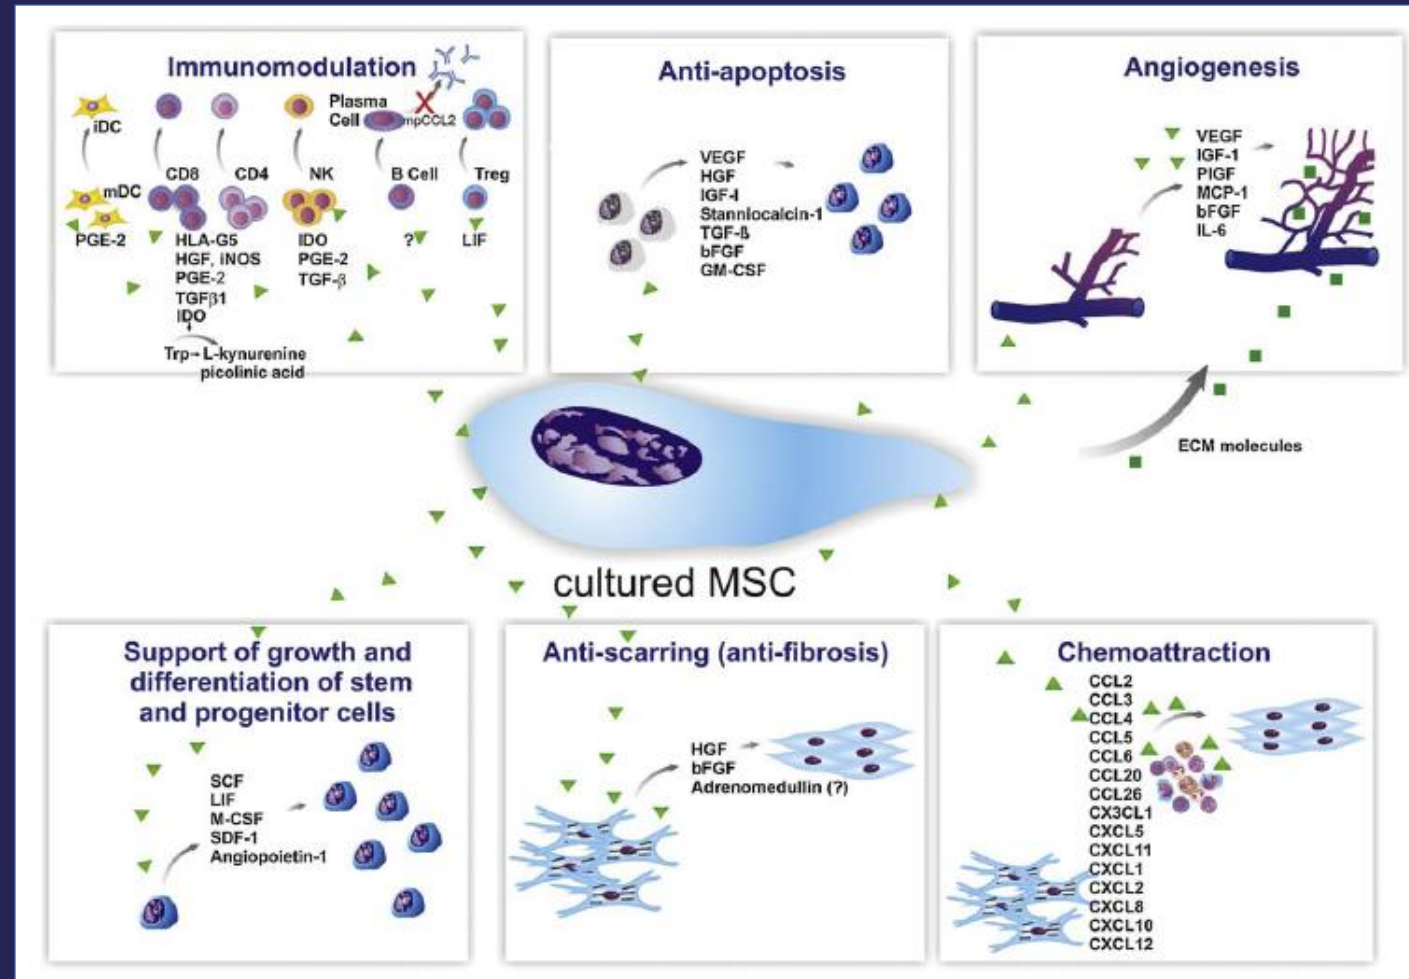 Immunomodulation
iDC
Plasma
Cell
mpCCL2
mDC
CD8
CD4
NK
B Cell
Treg
PGE-2
HLA-G5
HGF, iNOS
PGE-2
TGFβ1
IDO
IDO
PGE-2
TGF-β
?
LIF
Trp→L-kynurenine
picolinic acid
Anti-apoptosis
VEGF
HGF
IGF-I
Stanniocalcin-1
TGF-ß
bFGF
GM-CSF
Angiogenesis
VEGF
IGF-1
PIGF
MCP-1
bFGF
IL-6
ECM molecules
cultured MSC
Support of growth and
differentiation of stem
and progenitor cells
SCF
LIF
M-CSF
SDF-1
Angiopoietin-1
Anti-scarring (anti-fibrosis)
HGF
bFGF
Adrenomedullin (?)
Chemoattraction
CCL2
CCL3
CCL4
CCL5
CCL6
CCL20
CCL26
CX3CL1
CXCL5
CXCL11
CXCL1
CXCL2
CXCL8
CXCL10
CXCL12